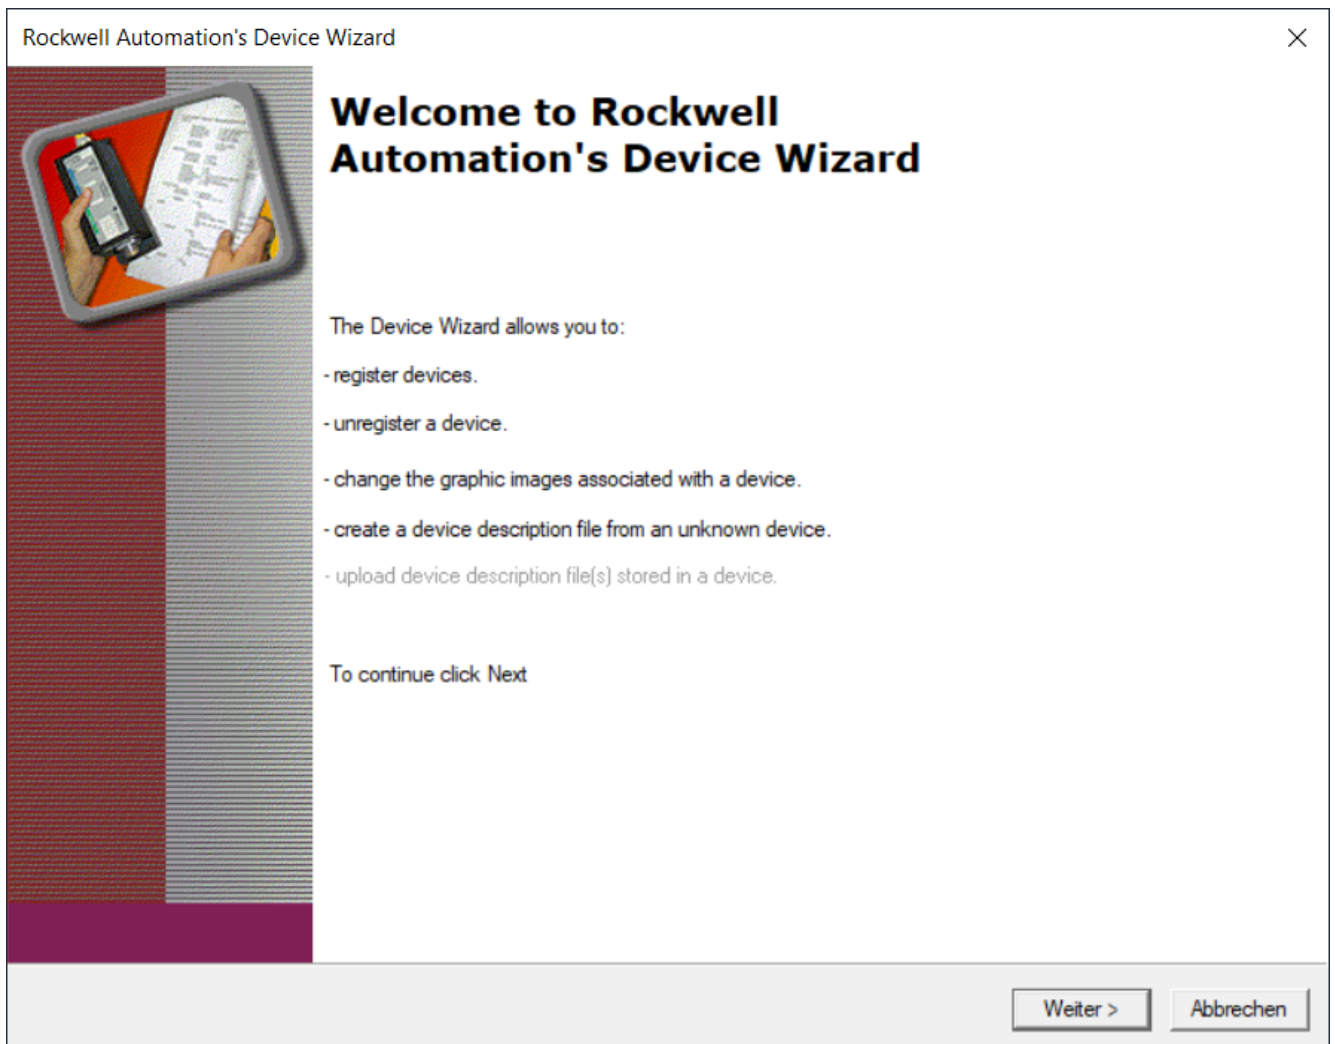 Rockwell Automation's Device Wizard
Welcome to Rockwell
Automation's Device Wizard
The Device Wizard allows you to:
- register devices.
- unregister a device.
- change the graphic images associated with a device.
- create a device description file from an unknown device.
- upload device description file(s) stored in a device.
To continue click Next
Weiter >
Abbrechen